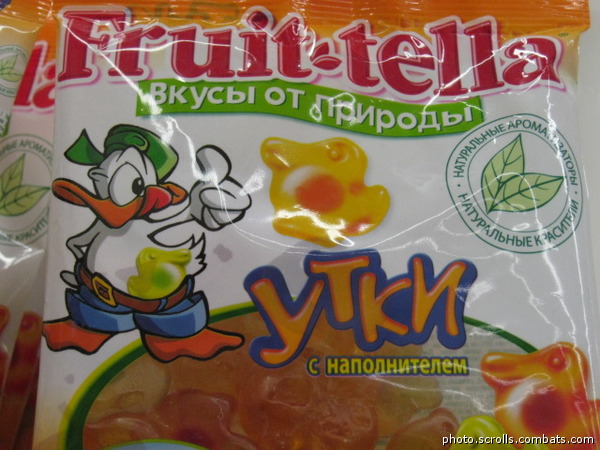 Fruit-tella
ВКУСЫ ОТ ПРИРОДЫ
НАТУРАЛЬНЫЕ АРОМАТИЗАТОРЫ
НАТУРАЛЬНЫЕ КРАСИТЕЛИ
УТКИ
С НАПОЛНИТЕЛЕМ
photo.scrolls.combats.com